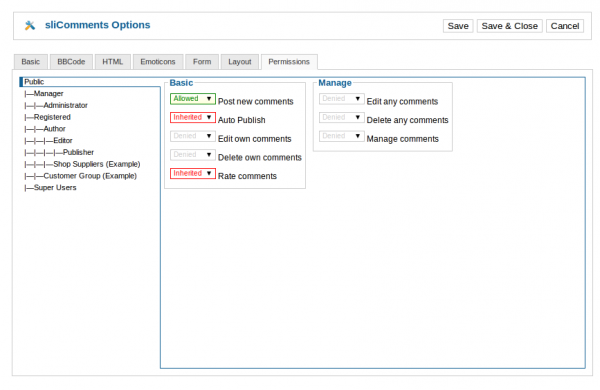 sliComments Options
Save Save & Close Cancel
Basic BBCode HTML Emoticons Form Layout Permissions
Public
|—Manager
|—|—Administrator
|—Registered
|—|—Author
|—|—|—Editor
|—|—|—|—Publisher
|—|—|—Shop Suppliers (Example)
|—|—Customer Group (Example)
|—Super Users
Basic
Allowed ▼ Post new comments
Inherited ▼ Auto Publish
Denied ▼ Edit own comments
Denied ▼ Delete own comments
Inherited ▼ Rate comments
Manage
Denied ▼ Edit any comments
Denied ▼ Delete any comments
Denied ▼ Manage comments